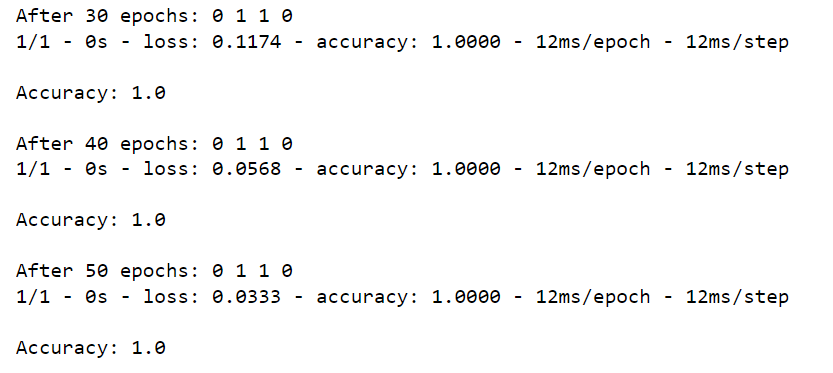 After 30 epochs: 0 1 1 0
1/1 - 0s - loss: 0.1174 - accuracy: 1.0000 - 12ms/epoch - 12ms/step
Accuracy: 1.0
After 40 epochs: 0 1 1 0
1/1 - 0s - loss: 0.0568 - accuracy: 1.0000 - 12ms/epoch - 12ms/step
Accuracy: 1.0
After 50 epochs: 0 1 1 0
1/1 - 0s - loss: 0.0333 - accuracy: 1.0000 - 12ms/epoch - 12ms/step
Accuracy: 1.0